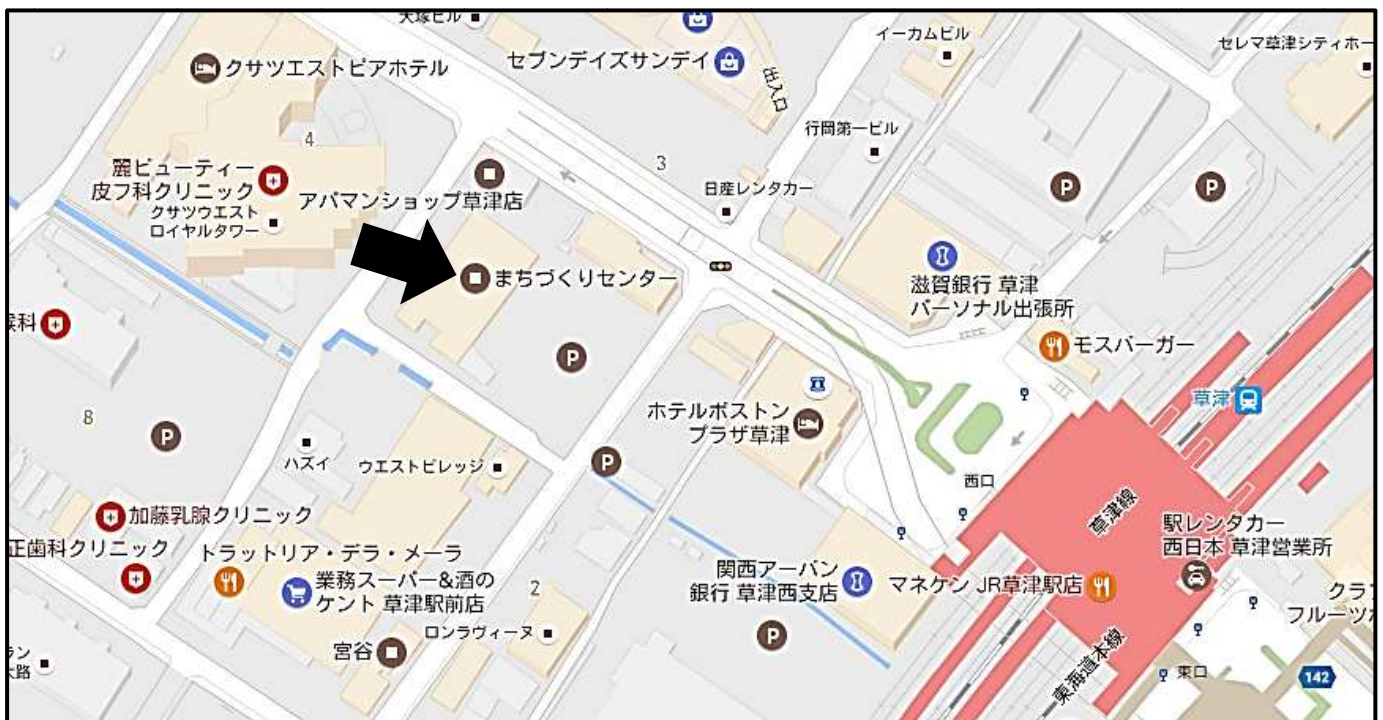 大塚ビル
クサツエストピアホテル
セブンデイズサンデイ
出入口
イーカムビル
セレマ草津シティホー
4
3
行岡第一ビル
P
P
麗ビューティー
皮フ科クリニック
クサツウエスト
ロイヤルタワー
アパマンショップ草津店
日産レンタカー
まちづくりセンター
滋賀銀行 草津
パーソナル出張所
科
モスバーガー
P
草津
8
P
ホテルボストン
プラザ草津
ハズイ
ウエストビレッジ
P
西口
草津線
加藤乳腺クリニック
正歯科クリニック
トラットリア・デラ・メーラ
業務スーパー&酒の
ケント 草津駅前店
2
関西アーバン
銀行 草津西支店
マネケン JR草津駅店
駅レンタカー
西日本 草津営業所
クラ
フルーツ
ロンラヴィーヌ
P
宮谷
東海道本線
東口
142
ラン
大路